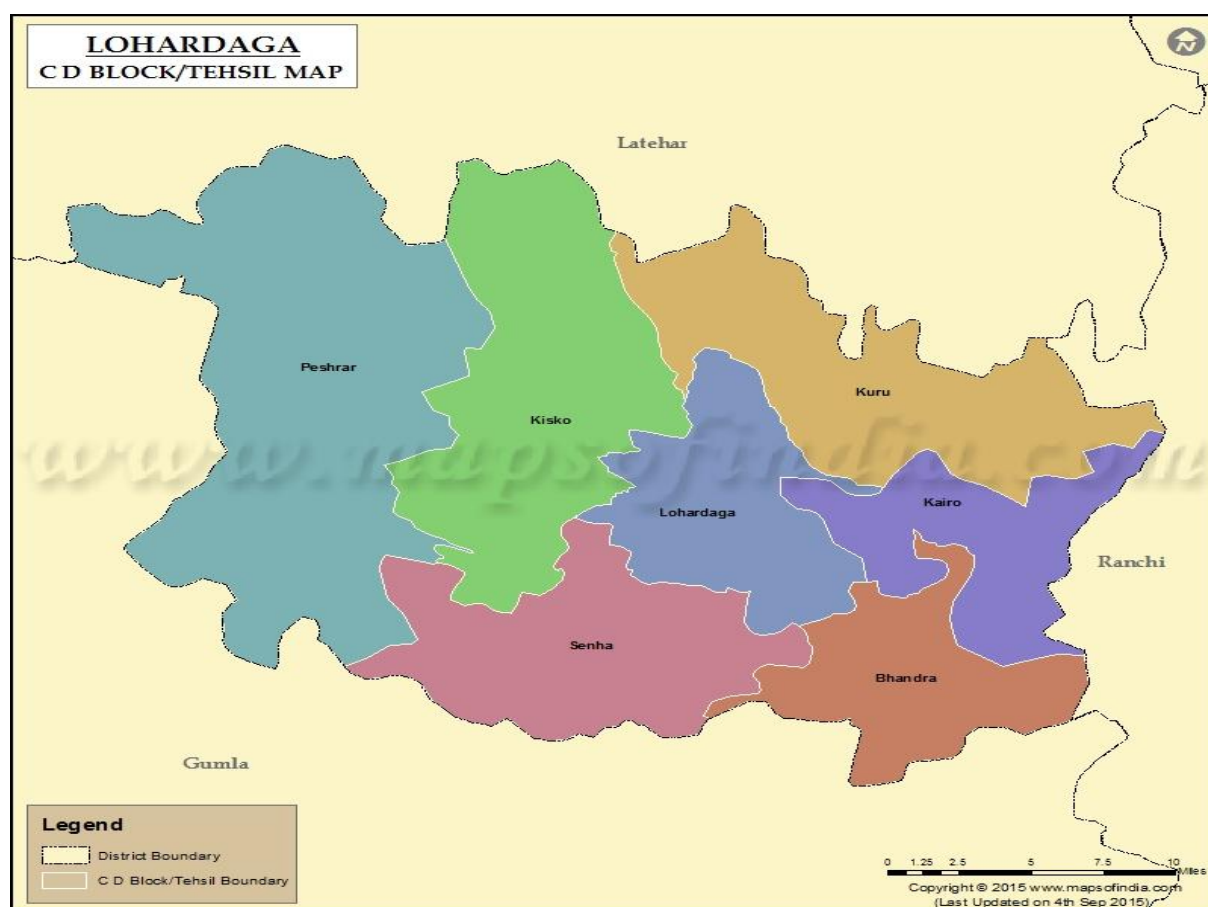 LOHARDAGA
C D BLOCK/TEHSIL MAP
N
Latehar
Peshrar
Kuru
Kisko
www.mapsofindia.com
Kairo
Lohardaga
Ranchi
Senha
Bhandra
Gumla
Legend
District Boundary
C D Block/Tehsil Boundary
0 1.25 2.5 5 7.5 10
Miles
Copyright © 2015 www.mapsofindia.com
(Last Updated on 4th Sep 2015)